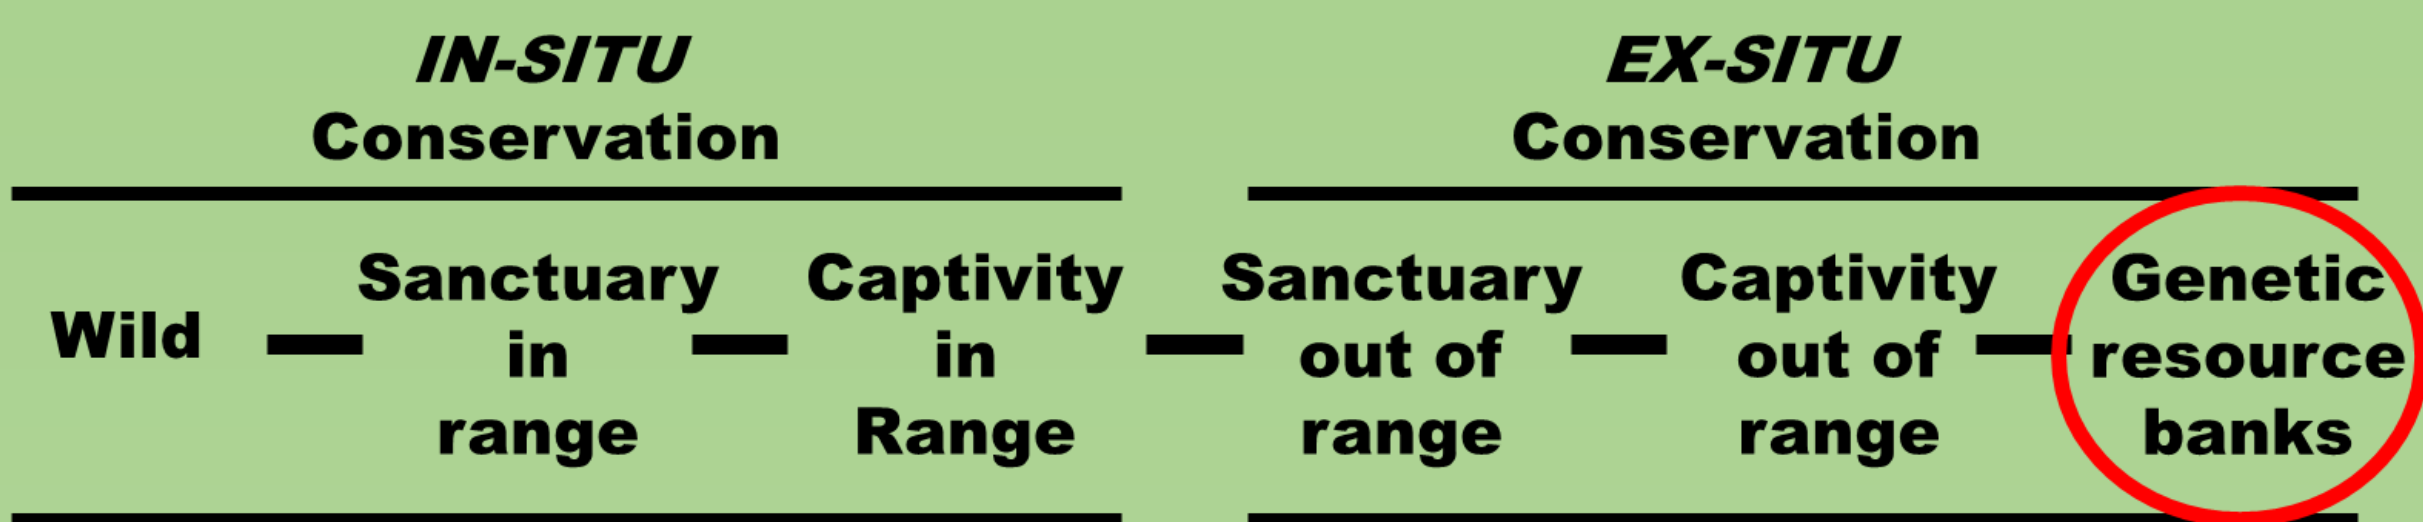 IN-SITU
Conservation
EX-SITU
Conservation
Wild
Sanctuary
in
range
Captivity
in
Range
Sanctuary
out of
range
Captivity
out of
range
Genetic
resource
banks